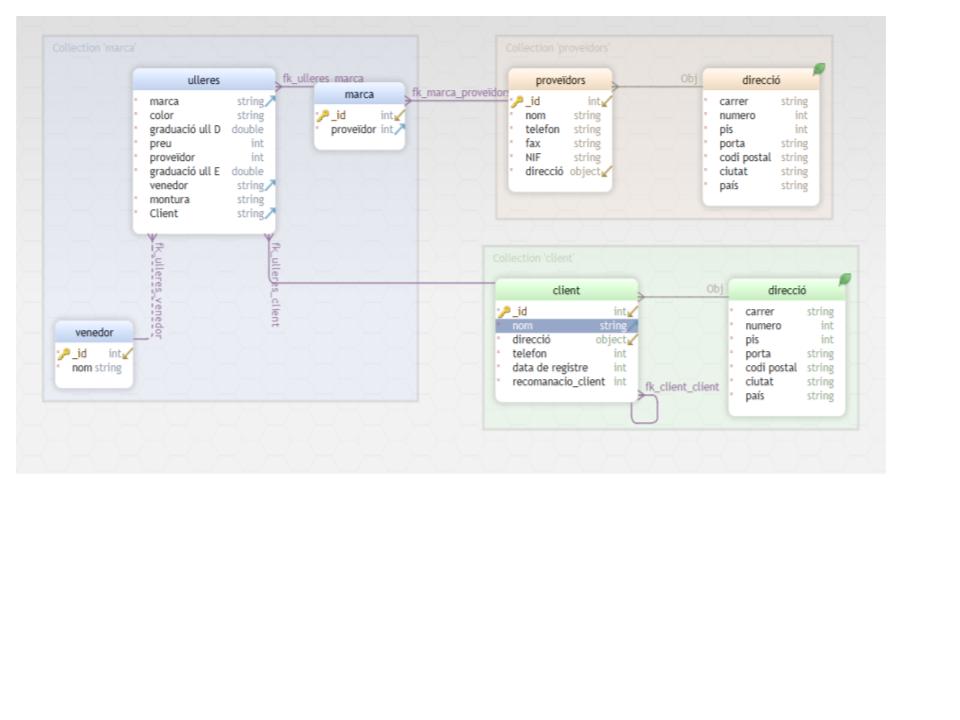 Collection 'marca'
ulleres
marca string
color string
graduació ull D double
preu int
proveïdor int
graduació ull E double
venedor string
montura string
Client string
fk_ulleres_marca
marca
_id int
proveïdor int
fk_marca_proveïdors
fk_ulleres_venedor
fk_ulleres_client
venedor
_id int
nom string
Collection 'proveïdors'
proveïdors
_id int
nom string
telefon string
fax string
NIF string
direcció object
Obj
direcció
carrer string
numero int
pis int
porta string
codi postal string
ciutat string
país string
Collection 'client'
client
_id int
nom string
direcció object
telefon int
data de registre int
recomanacio_client int
fk_client_client
Obj
direcció
carrer string
numero int
pis int
porta string
codi postal string
ciutat string
país string